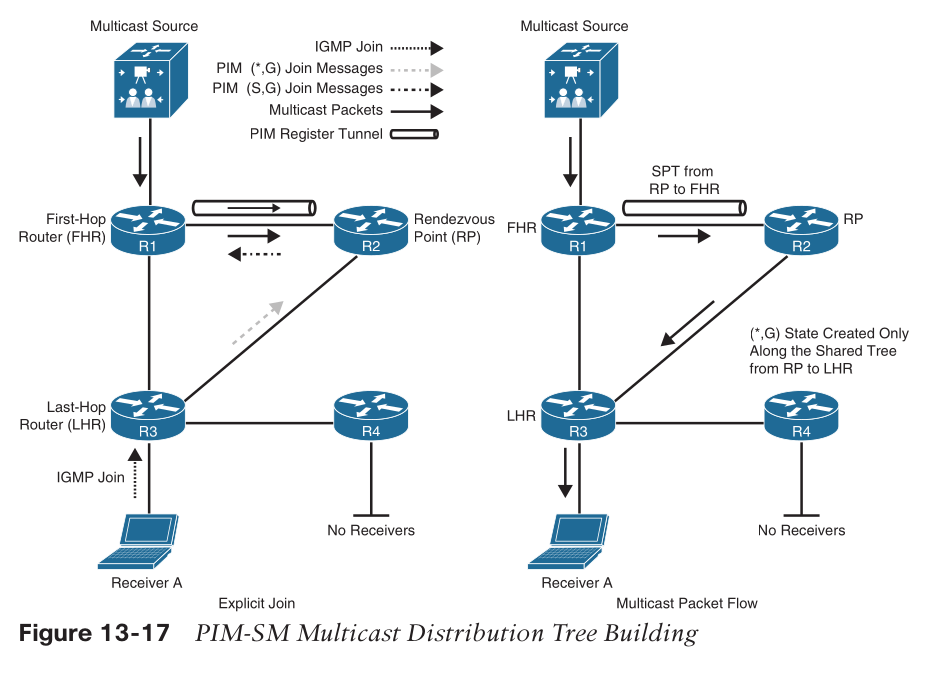 Multicast Source
IGMP Join
PIM (*,G) Join Messages
PIM (S,G) Join Messages
Multicast Packets
PIM Register Tunnel
First-Hop
Router (FHR)
R1
Rendezvous
Point (RP)
R2
Last-Hop
Router (LHR)
R3
R4
IGMP Join
No Receivers
Receiver A
Explicit Join
Multicast Source
SPT from
RP to FHR
FHR
R1
RP
R2
(*,G) State Created Only
Along the Shared Tree
from RP to LHR
LHR
R3
R4
No Receivers
Receiver A
Multicast Packet Flow
Figure 13-17 PIM-SM Multicast Distribution Tree Building